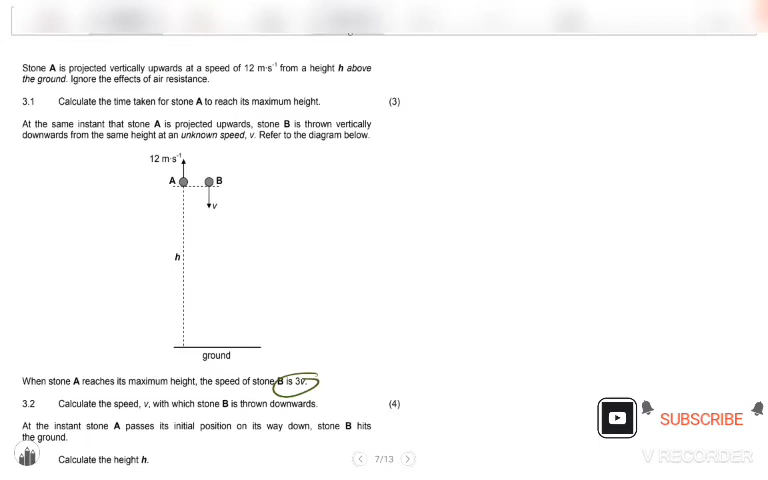 Stone A is projected vertically upwards at a speed of 12 m·s⁻¹ from a height h above
the ground. Ignore the effects of air resistance.
3.1 Calculate the time taken for stone A to reach its maximum height. (3)
At the same instant that stone A is projected upwards, stone B is thrown vertically
downwards from the same height at an unknown speed, v. Refer to the diagram below.
12 m·s⁻¹
A B
v
h
ground
When stone A reaches its maximum height, the speed of stone B is 3v.
3.2 Calculate the speed, v, with which stone B is thrown downwards. (4)
At the instant stone A passes its initial position on its way down, stone B hits
the ground.
Calculate the height h.
7/13
SUBSCRIBE
V RECORDER